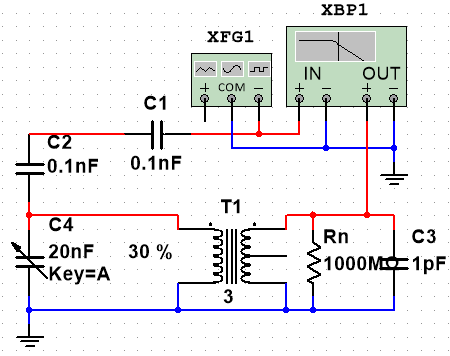 XBP1
XFG1
IN OUT
+ COM −
+ − + −
C1
0.1nF
C2
0.1nF
C4
20nF
Key=A
30 %
T1
3
Rn
1000M
C3
1pF